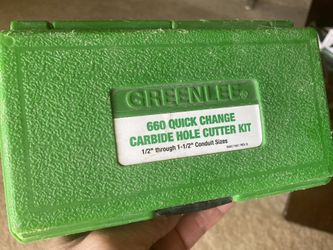 GREENLEE®
660 QUICK CHANGE
CARBIDE HOLE CUTTER KIT
1/2" through 1-1/2" Conduit Sizes